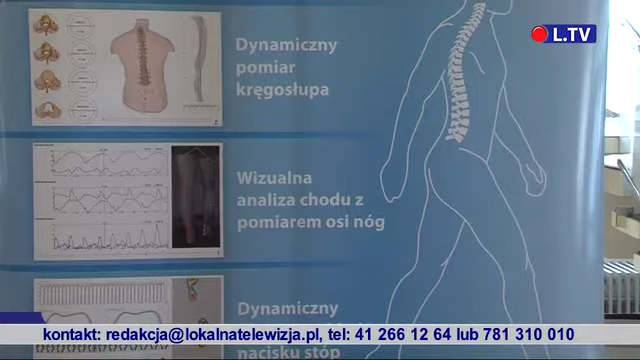 L.TV
Dynamiczny
pomiar
kręgosłupa
Wizualna
analiza chodu z
pomiarem osi nóg
Dynamiczny
nacisku stóp
kontakt: redakcja@lokalnatelewizja.pl, tel: 41 266 12 64 lub 781 310 010